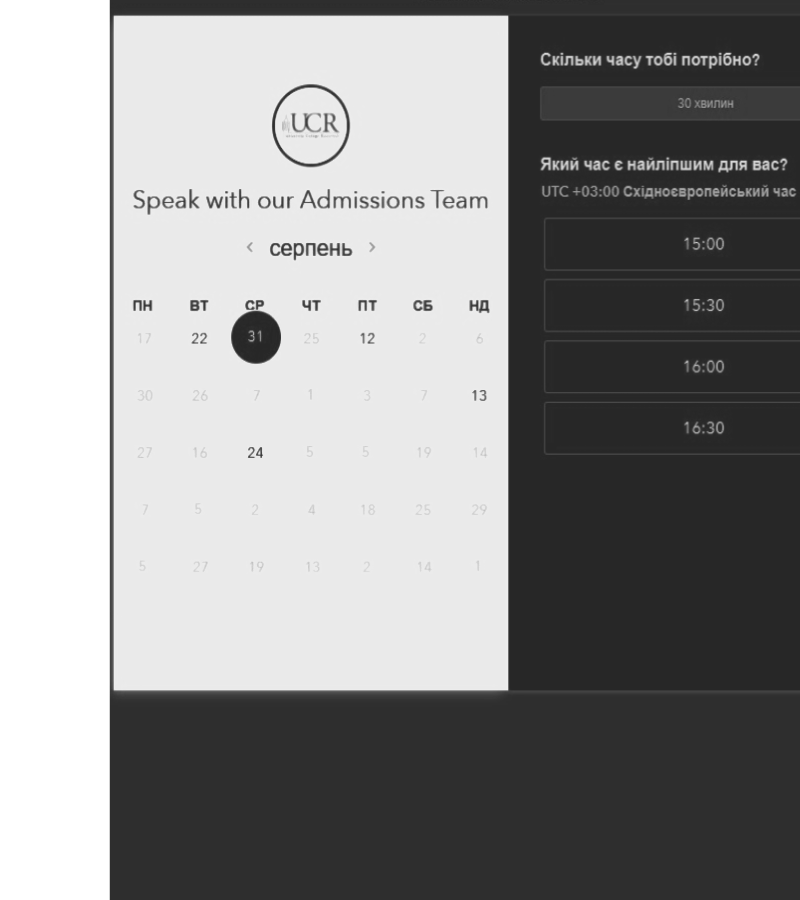 UCR
Speak with our Admissions Team
‹ серпень ›
ПН ВТ СР ЧТ ПТ СБ НД
17 22 31 25 12 2 6
30 26 7 1 3 7 13
27 16 24 5 5 19 14
7 5 2 4 18 25 29
5 27 19 13 2 14 1
Скільки часу тобі потрібно?
30 хвилин
Який час є найліпшим для вас?
UTC +03:00 Східноєвропейський час
15:00
15:30
16:00
16:30